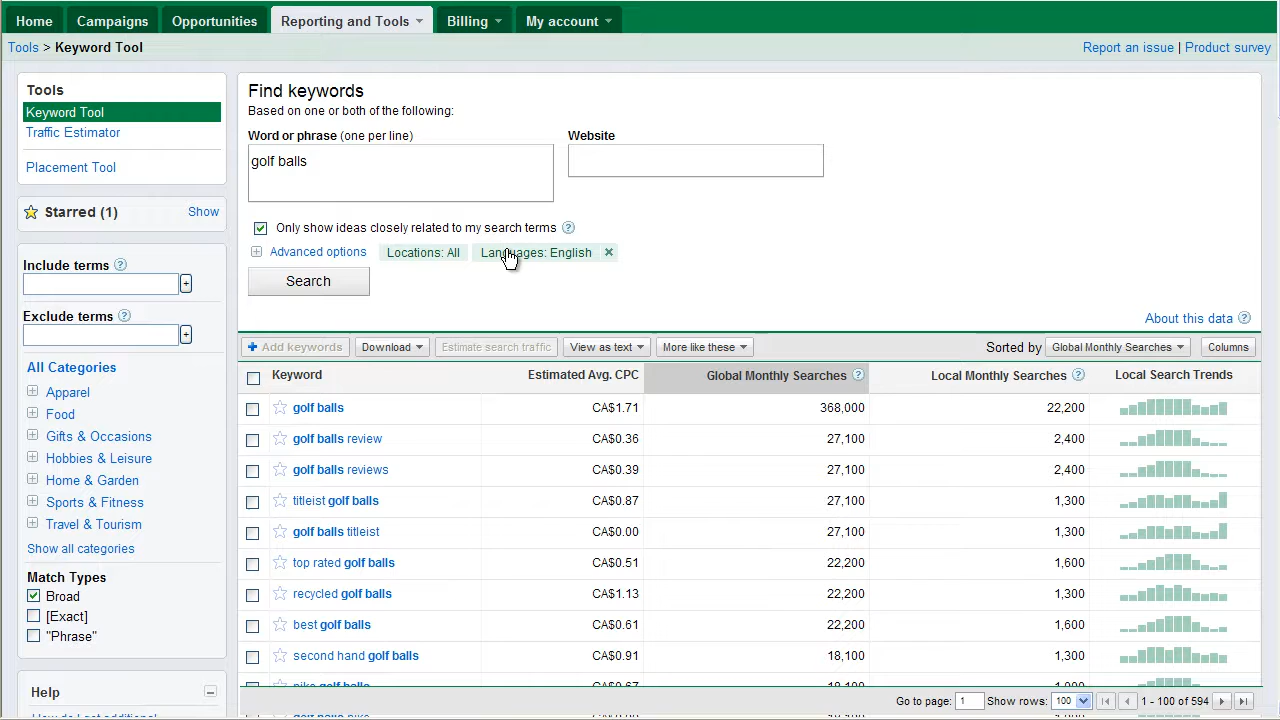 Home Campaigns Opportunities Reporting and Tools Billing My account
Tools > Keyword Tool
Report an issue | Product survey
Tools
Keyword Tool
Traffic Estimator
Placement Tool
Starred (1) Show
Include terms ?
+
Exclude terms ?
+
All Categories
Apparel
Food
Gifts & Occasions
Hobbies & Leisure
Home & Garden
Sports & Fitness
Travel & Tourism
Show all categories
Match Types
Broad
[Exact]
"Phrase"
Help
How do I get additional
Find keywords
Based on one or both of the following:
Word or phrase (one per line) Website
golf balls
Only show ideas closely related to my search terms ?
Advanced options Locations: All Languages: English ×
Search
About this data ?
+ Add keywords Download Estimate search traffic View as text More like these Sorted by Global Monthly Searches Columns
Keyword Estimated Avg. CPC Global Monthly Searches ? Local Monthly Searches ? Local Search Trends
golf balls CA$1.71 368,000 22,200
golf balls review CA$0.36 27,100 2,400
golf balls reviews CA$0.39 27,100 2,400
titleist golf balls CA$0.87 27,100 1,300
golf balls titleist CA$0.00 27,100 1,300
top rated golf balls CA$0.51 22,200 1,600
recycled golf balls CA$1.13 22,200 1,300
best golf balls CA$0.61 22,200 1,600
second hand golf balls CA$0.91 18,100 1,300
golf balls
Go to page: 1 Show rows: 100 1 - 100 of 594